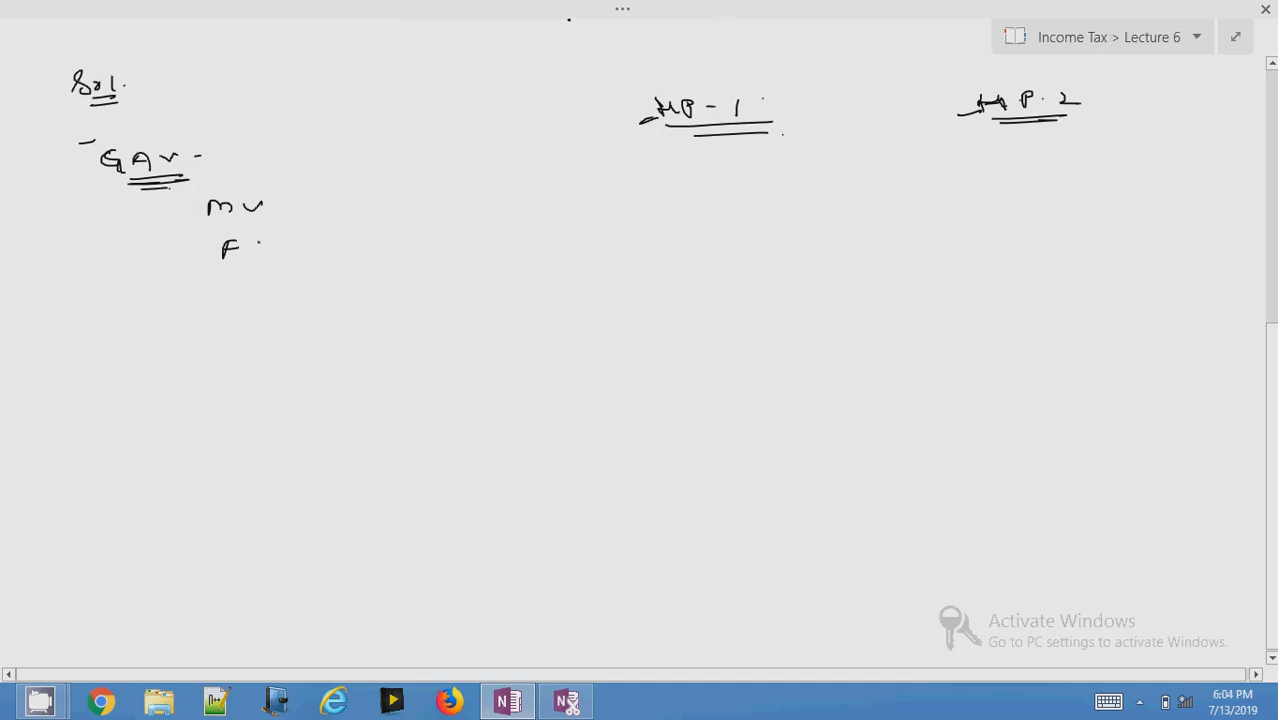 Income Tax > Lecture 6
Sol.
HP - 1
H P. 2
- GAV -
MV
F
Activate Windows
Go to PC settings to activate Windows.
6:04 PM
7/13/2019